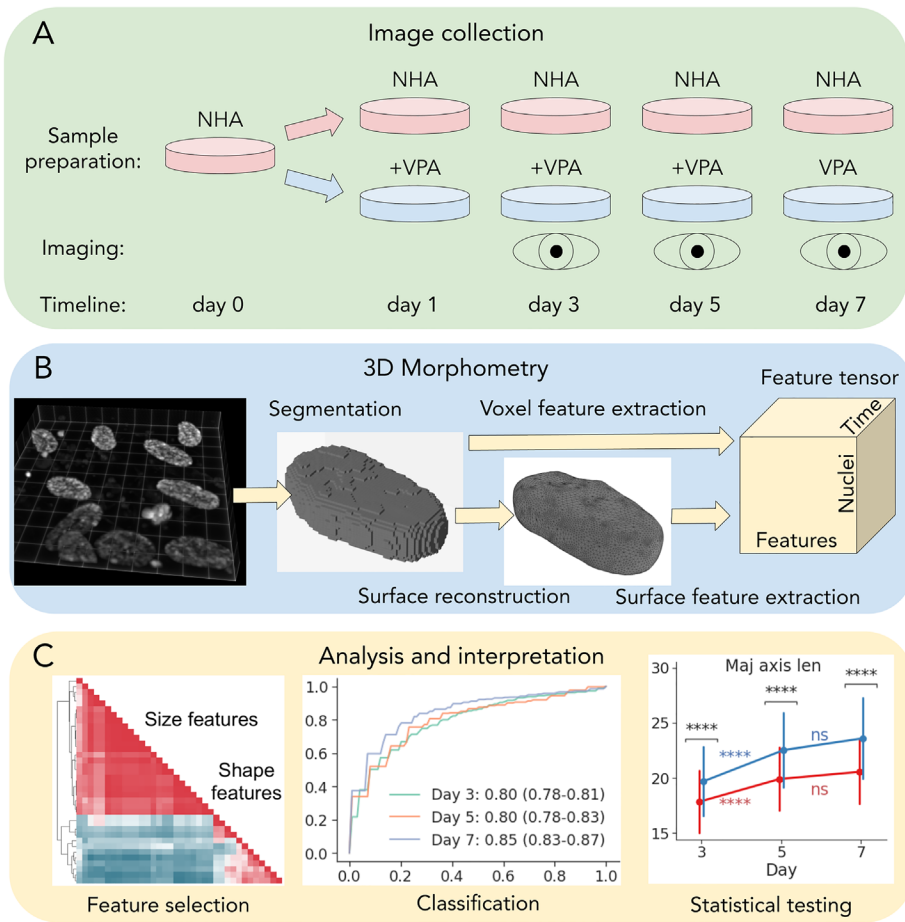 A
Image collection
NHA NHA NHA NHA
NHA
Sample
preparation:
+VPA +VPA +VPA VPA
Imaging:
Timeline: day 0 day 1 day 3 day 5 day 7
B
3D Morphometry
Feature tensor
Segmentation
Voxel feature extraction
Time
Nuclei
Features
Surface reconstruction
Surface feature extraction
C
Analysis and interpretation
Size features
Shape
features
Feature selection
1.0
0.8
0.6
0.4
0.2
0.0
Day 3: 0.80 (0.78-0.81)
Day 5: 0.80 (0.78-0.83)
Day 7: 0.85 (0.83-0.87)
0.0 0.2 0.4 0.6 0.8 1.0
Classification
Maj axis len
30
25
20
15
**** **** ****
**** ns
**** ns
3 5 7
Day
Statistical testing